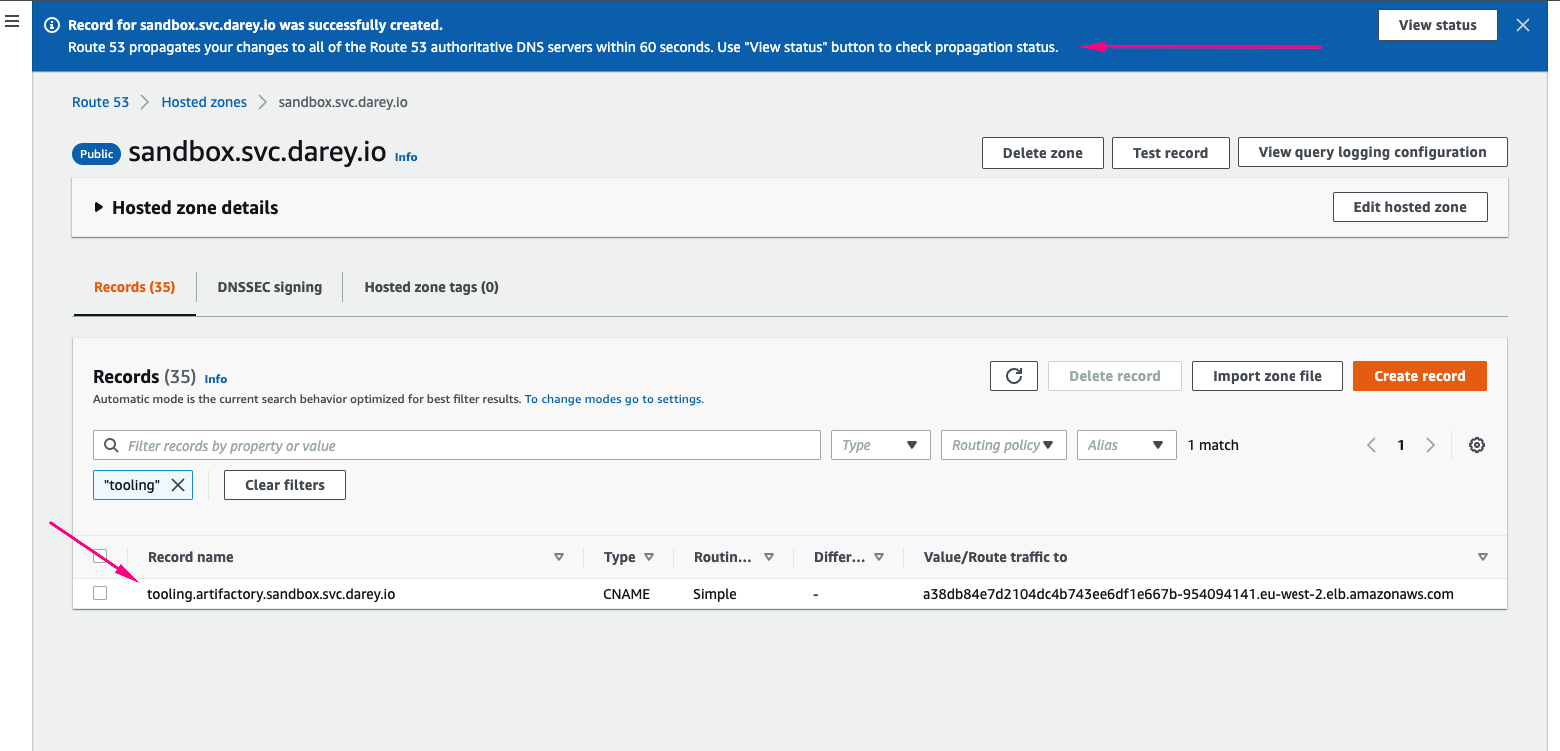 Record for sandbox.svc.darey.io was successfully created.
Route 53 propagates your changes to all of the Route 53 authoritative DNS servers within 60 seconds. Use "View status" button to check propagation status.
View status
Route 53 > Hosted zones > sandbox.svc.darey.io
Public sandbox.svc.darey.io Info
Delete zone Test record View query logging configuration
Hosted zone details Edit hosted zone
Records (35) DNSSEC signing Hosted zone tags (0)
Records (35) Info
Delete record Import zone file Create record
Automatic mode is the current search behavior optimized for best filter results. To change modes go to settings.
Filter records by property or value Type Routing policy Alias 1 match 1
"tooling" Clear filters
Record name Type Routin... Differ... Value/Route traffic to
tooling.artifactory.sandbox.svc.darey.io CNAME Simple - a38db84e7d2104dc4b743ee6df1e667b-954094141.eu-west-2.elb.amazonaws.com